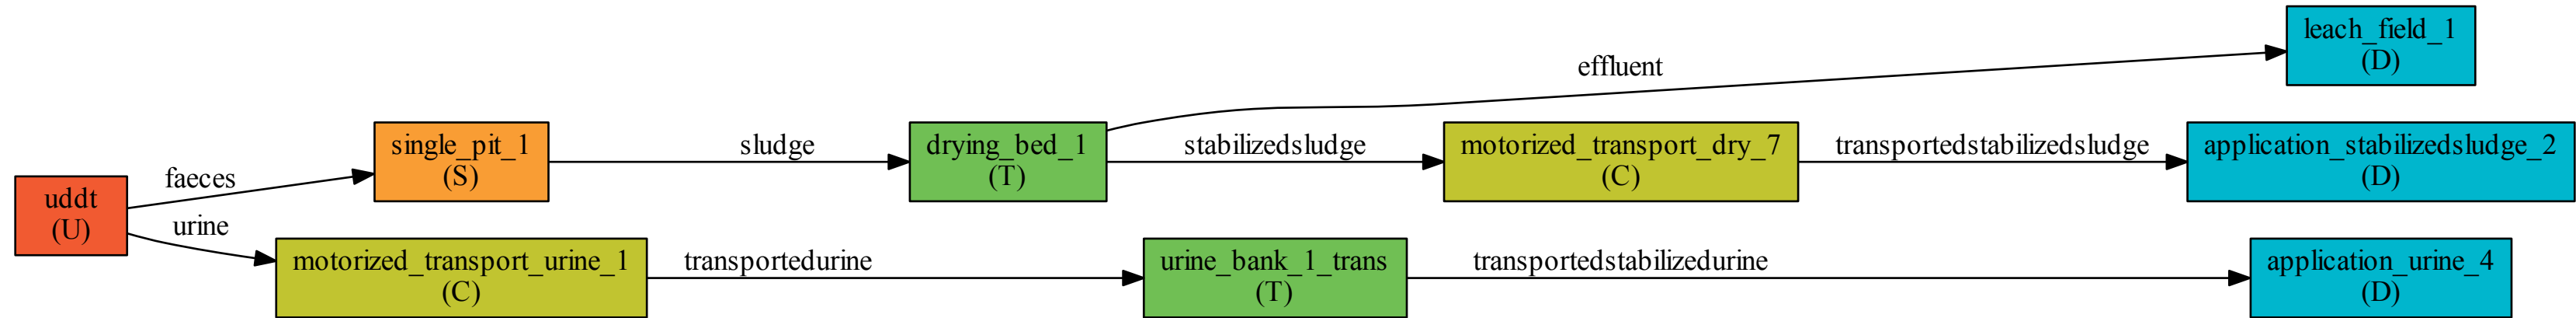 leach_field_1
(D)
effluent
single_pit_1
(S)
sludge
drying_bed_1
(T)
stabilizedsludge
motorized_transport_dry_7
(C)
transportedstabilizedsludge
application_stabilizedsludge_2
(D)
faeces
uddt
(U)
urine
motorized_transport_urine_1
(C)
transportedurine
urine_bank_1_trans
(T)
transportedstabilizedurine
application_urine_4
(D)